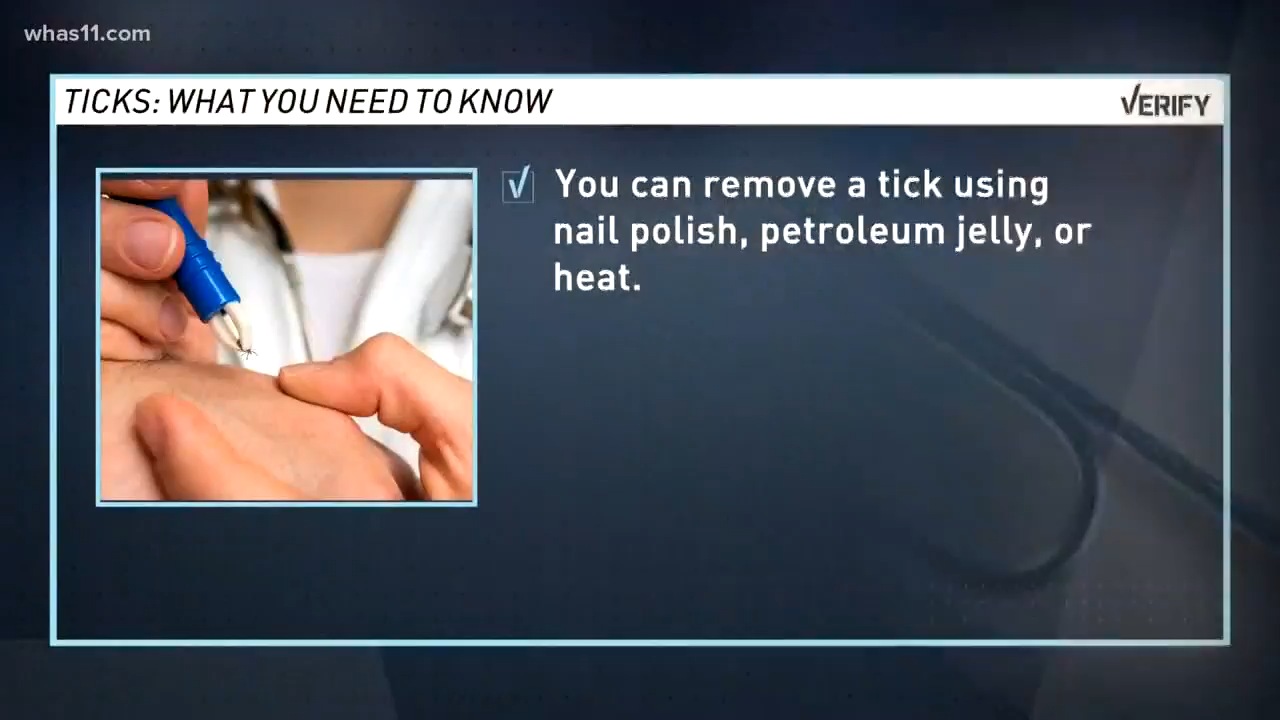 whas11.com
TICKS: WHAT YOU NEED TO KNOW
VERIFY
You can remove a tick using
nail polish, petroleum jelly, or
heat.